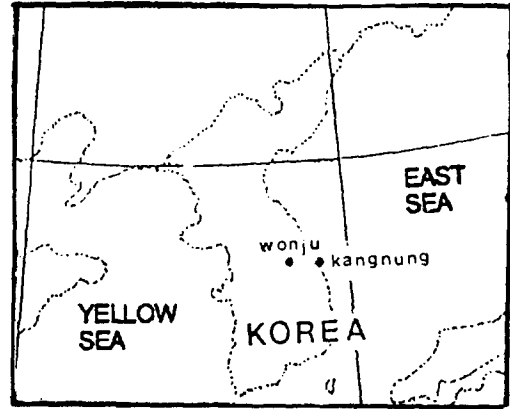 EAST
SEA
wonju
kangnung
YELLOW
SEA
KOREA